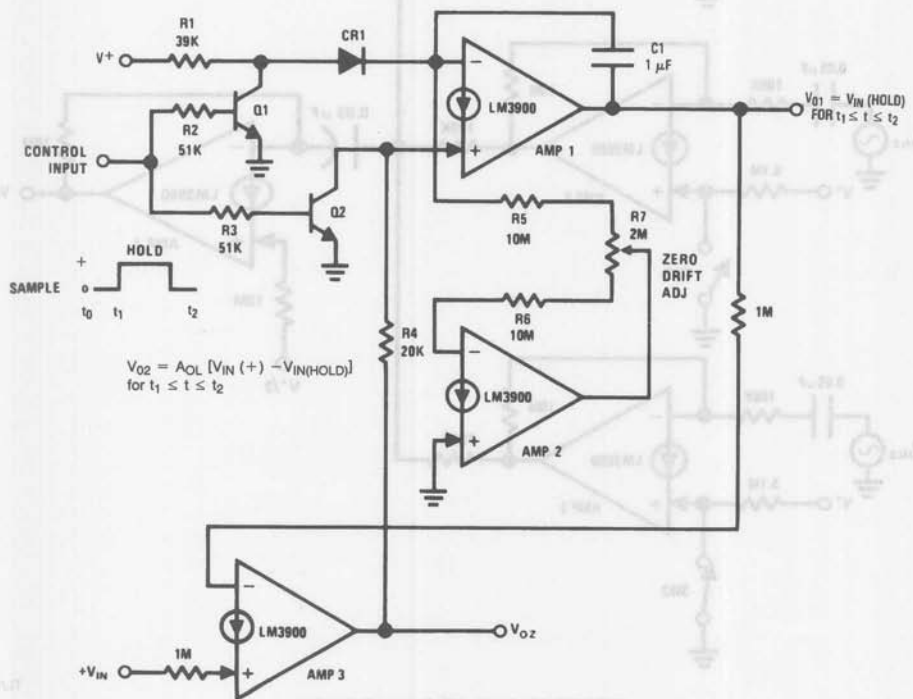 R1
39K
V+
CR1
C1
1 μF
LM3900
AMP 1
R2
51K
Q1
CONTROL
INPUT
R3
51K
Q2
V01 = VIN (HOLD)
FOR t1 ≤ t ≤ t2
R5
10M
R7
2M
ZERO
DRIFT
ADJ
HOLD
SAMPLE
+
o
t0
t1
t2
R6
10M
R4
20K
1M
V02 = AOL [VIN (+) – VIN(HOLD)]
for t1 ≤ t ≤ t2
LM3900
AMP 2
LM3900
AMP 3
VOZ
+VIN
1M